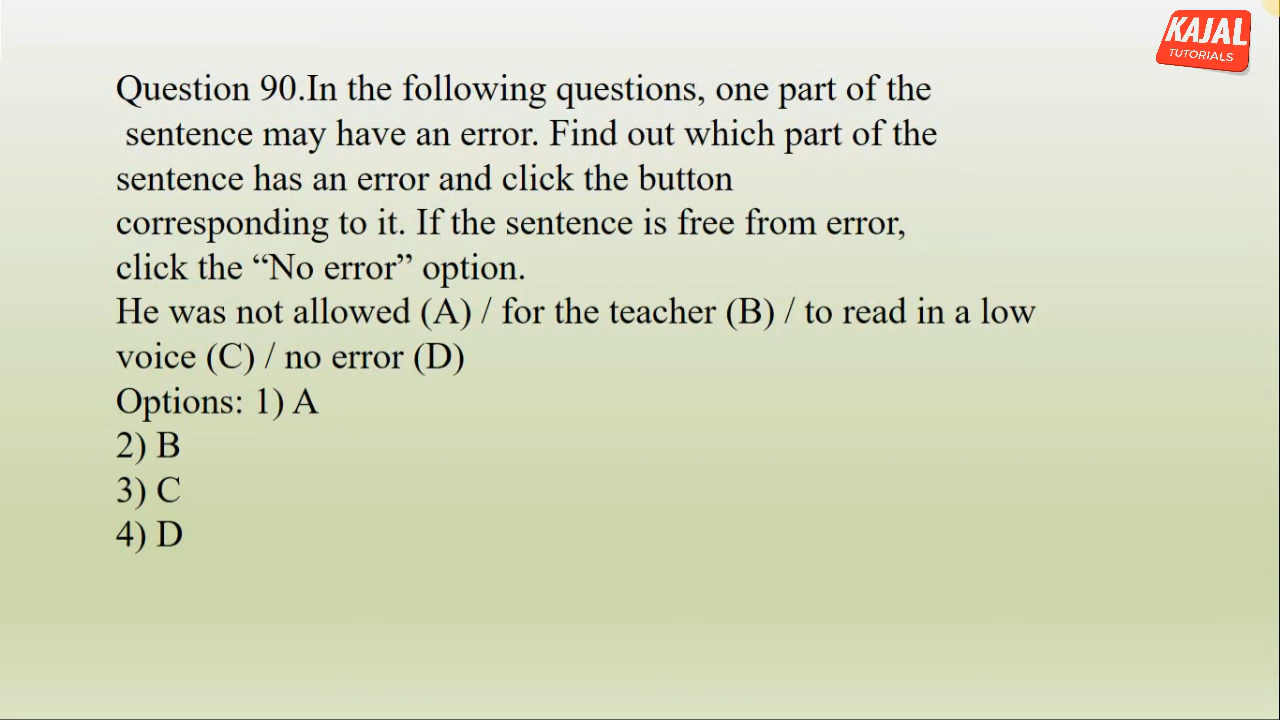 KAJAL
TUTORIALS
Question 90.In the following questions, one part of the
sentence may have an error. Find out which part of the
sentence has an error and click the button
corresponding to it. If the sentence is free from error,
click the “No error” option.
He was not allowed (A) / for the teacher (B) / to read in a low
voice (C) / no error (D)
Options: 1) A
2) B
3) C
4) D